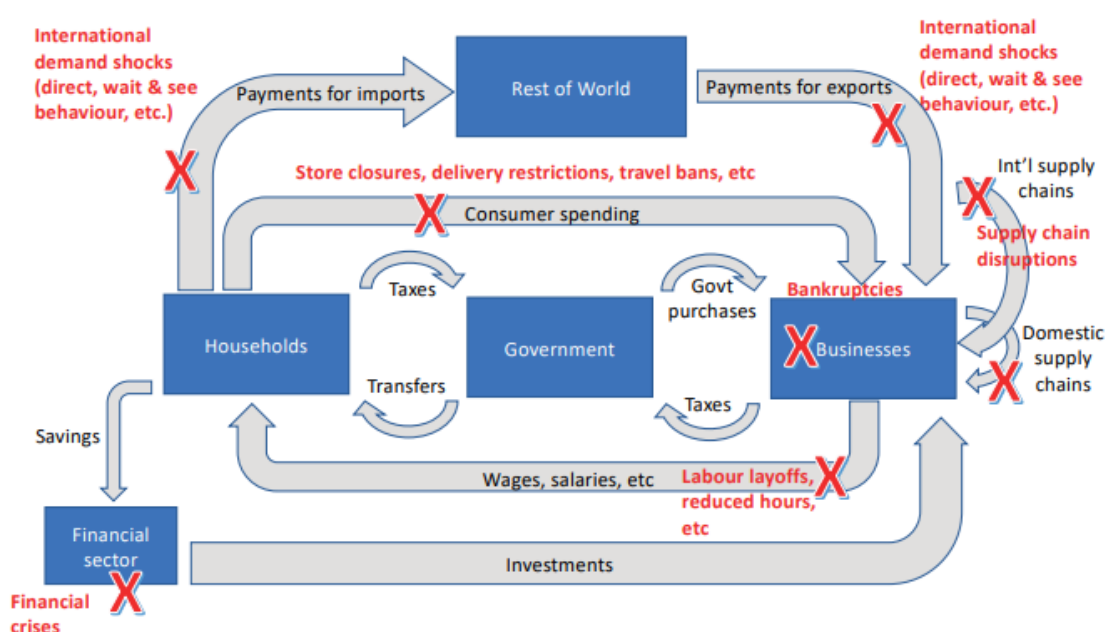 International
demand shocks
(direct, wait & see
behaviour, etc.)
International
demand shocks
(direct, wait & see
behaviour, etc.)
Rest of World
Payments for imports
Payments for exports
X
X
Int'l supply
chains
X
Store closures, delivery restrictions, travel bans, etc
X
Consumer spending
Supply chain
disruptions
Taxes
Govt
purchases
Bankruptcies
Households
Government
X
Businesses
Domestic
supply
chains
X
Transfers
Taxes
Savings
Wages, salaries, etc
Labour layoffs,
reduced hours,
etc
X
Financial
sector
X
Investments
Financial
crises